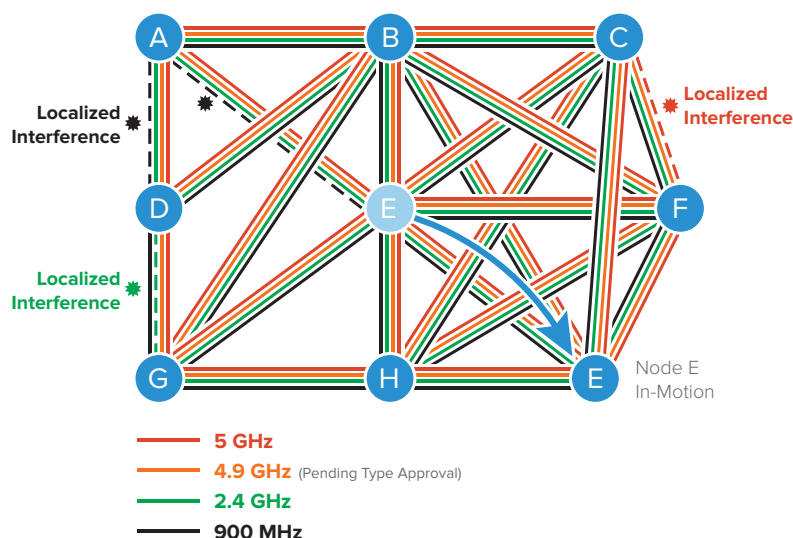 A
B
C
Localized
Interference
Localized
Interference
D
E
F
Localized
Interference
G
H
E
Node E
In-Motion
5 GHz
4.9 GHz (Pending Type Approval)
2.4 GHz
900 MHz